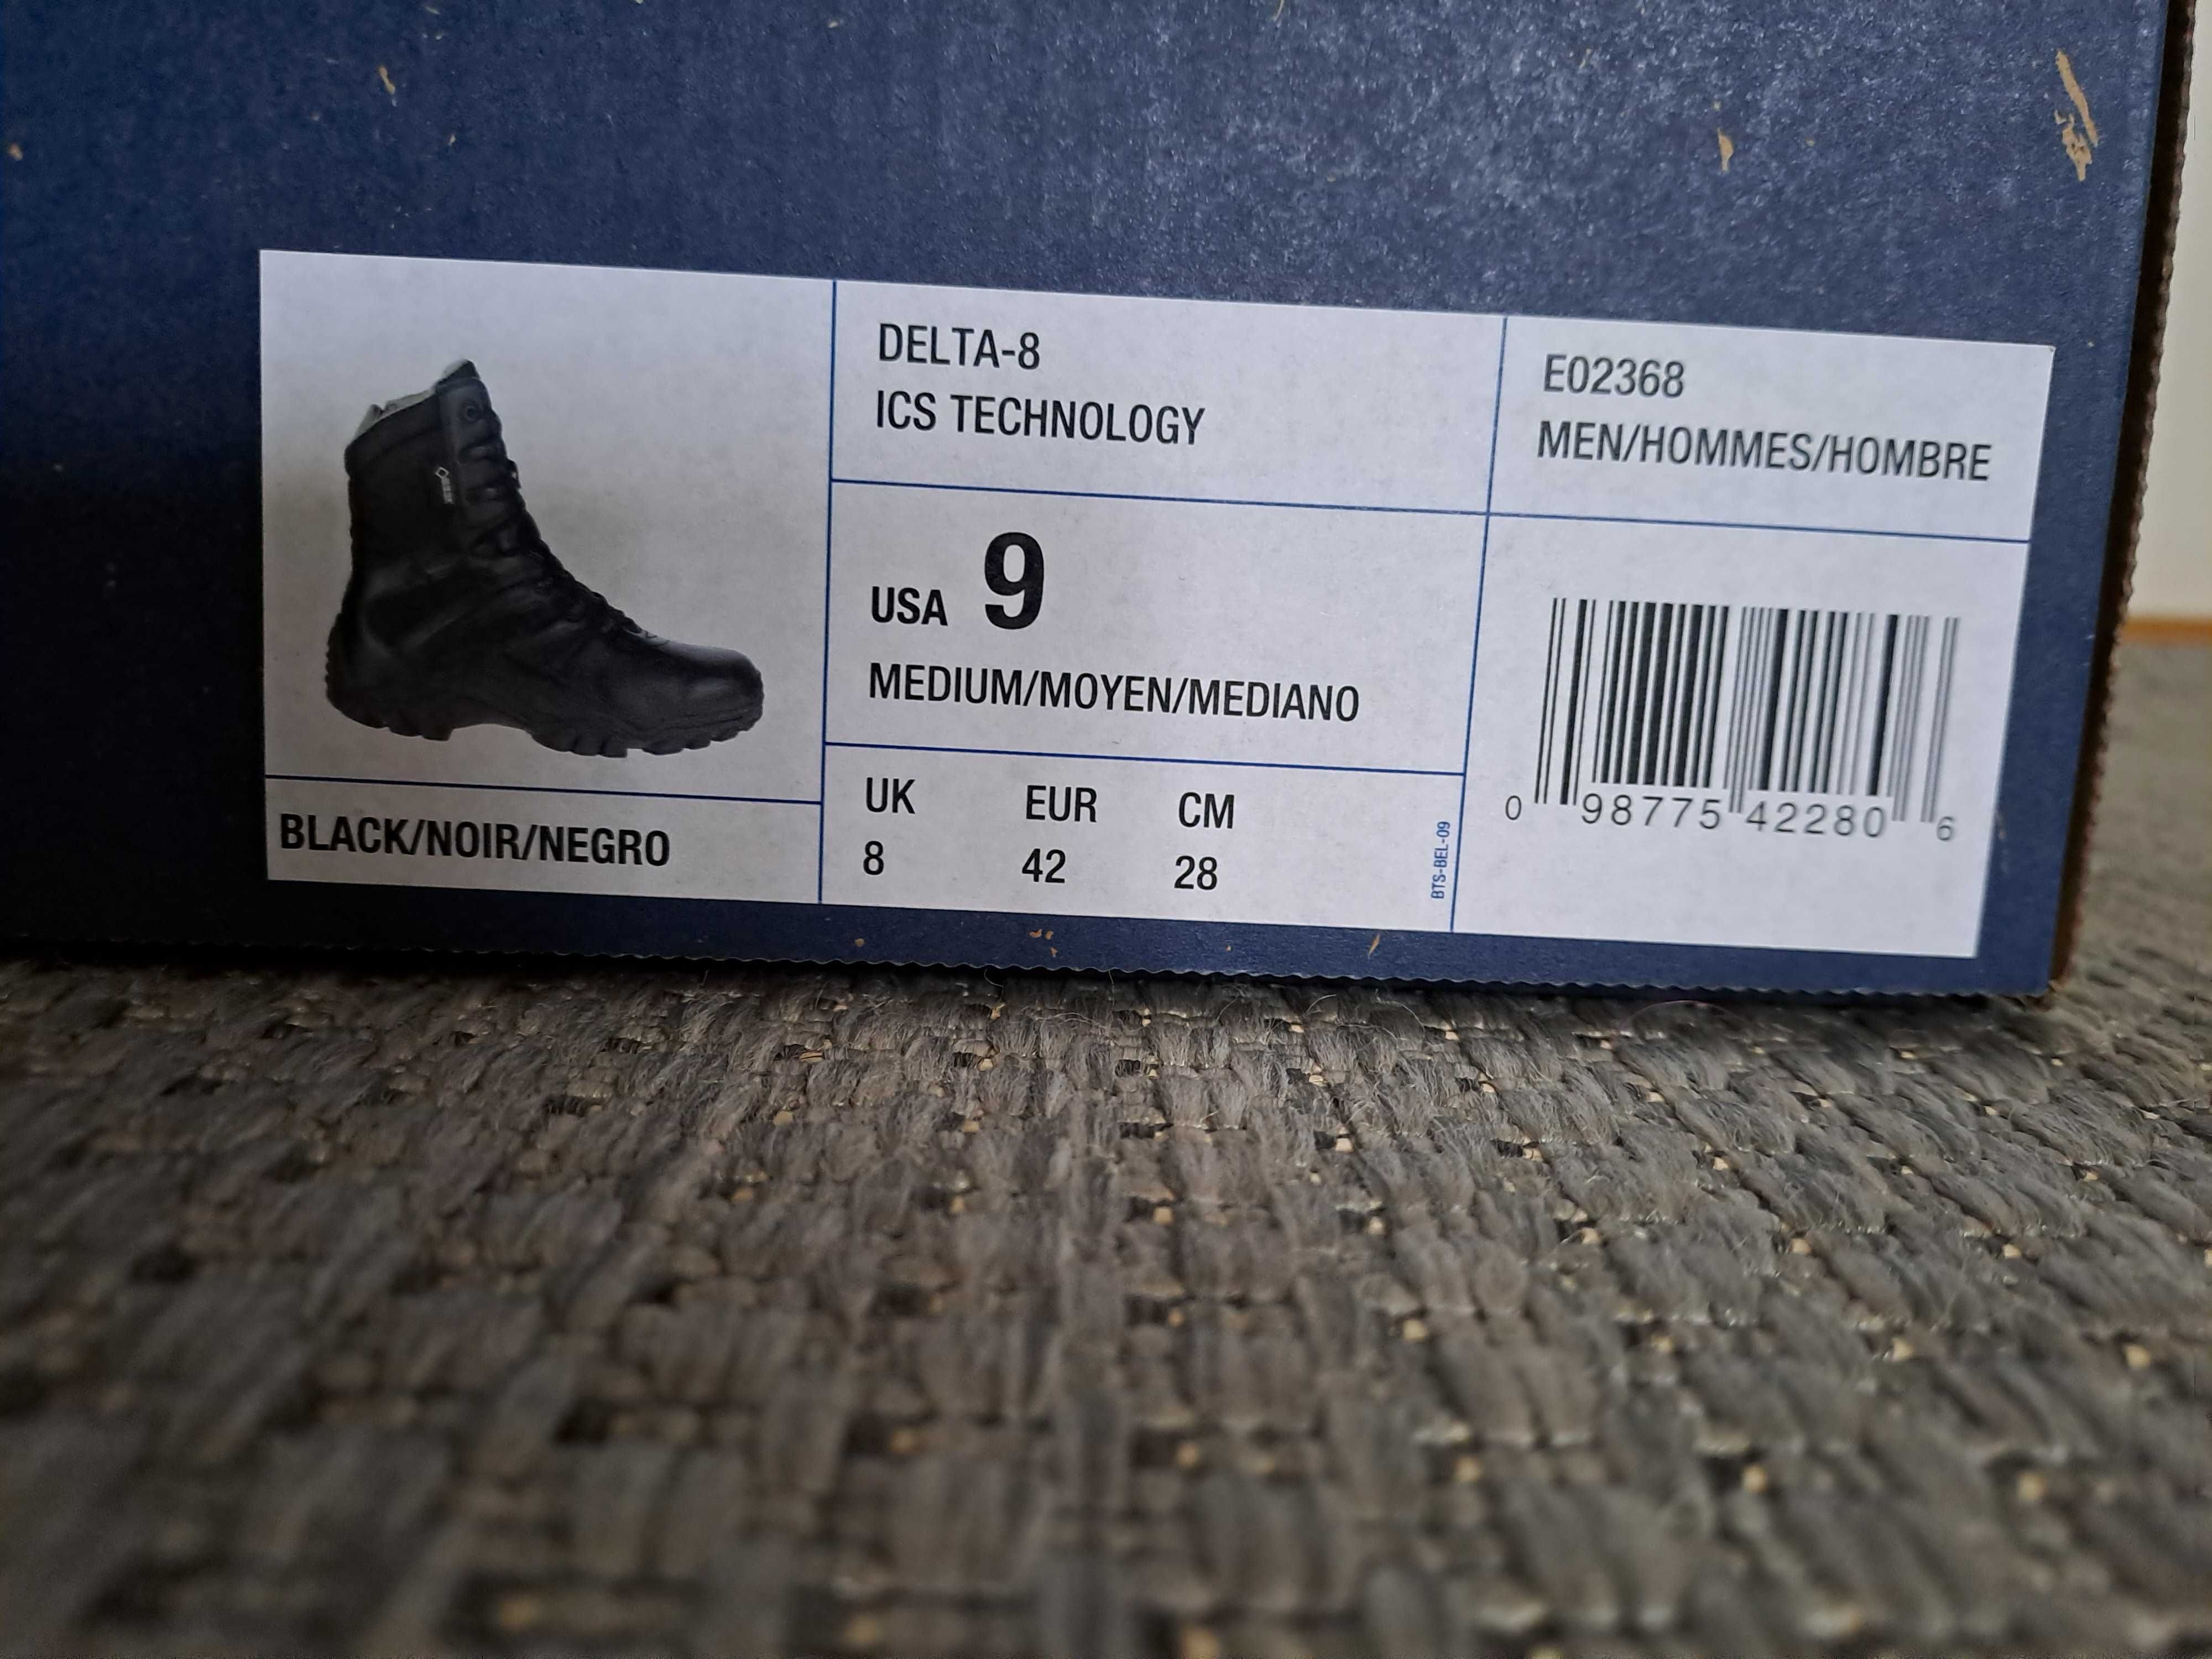 DELTA-8
ICS TECHNOLOGY
E02368
MEN/HOMMES/HOMBRE
USA 9
MEDIUM/MOYEN/MEDIANO
UK EUR CM
8 42 28
BTS-BEL-09
0 98775 42280 6
BLACK/NOIR/NEGRO